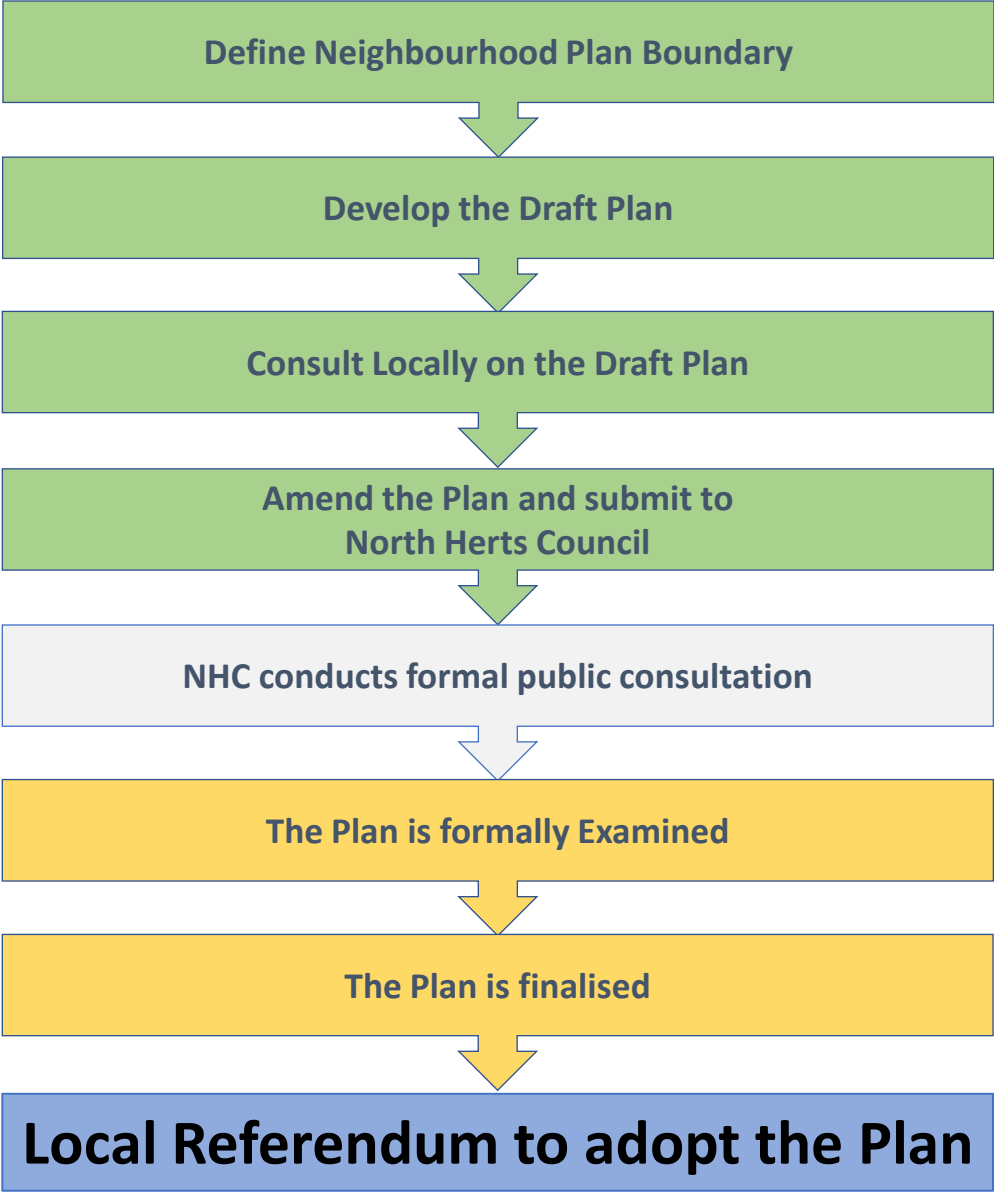 Define Neighbourhood Plan Boundary
Develop the Draft Plan
Consult Locally on the Draft Plan
Amend the Plan and submit to
North Herts Council
NHC conducts formal public consultation
The Plan is formally Examined
The Plan is finalised
Local Referendum to adopt the Plan